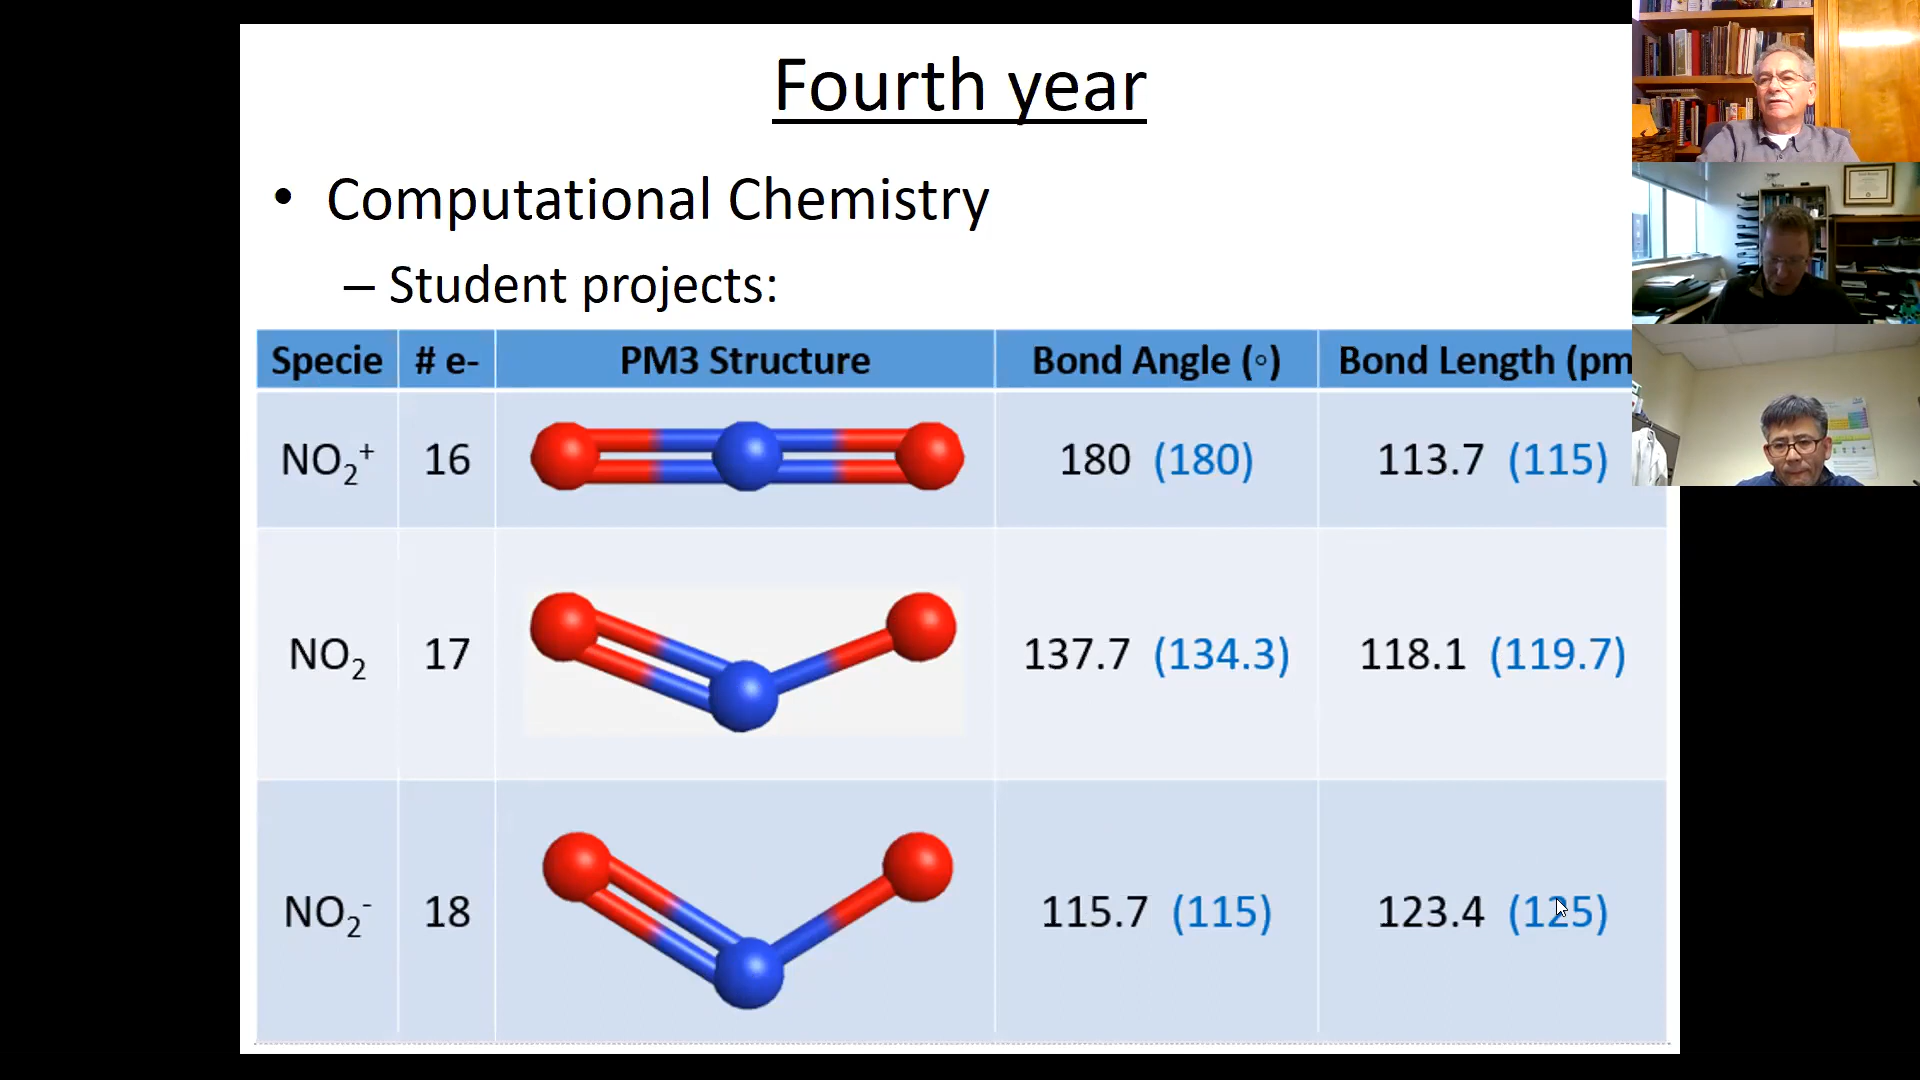 Fourth year
• Computational Chemistry
– Student projects:
Specie # e- PM3 Structure Bond Angle (◦) Bond Length (pm
NO₂⁺ 16 180 (180) 113.7 (115)
NO₂ 17 137.7 (134.3) 118.1 (119.7)
NO₂⁻ 18 115.7 (115) 123.4 (125)